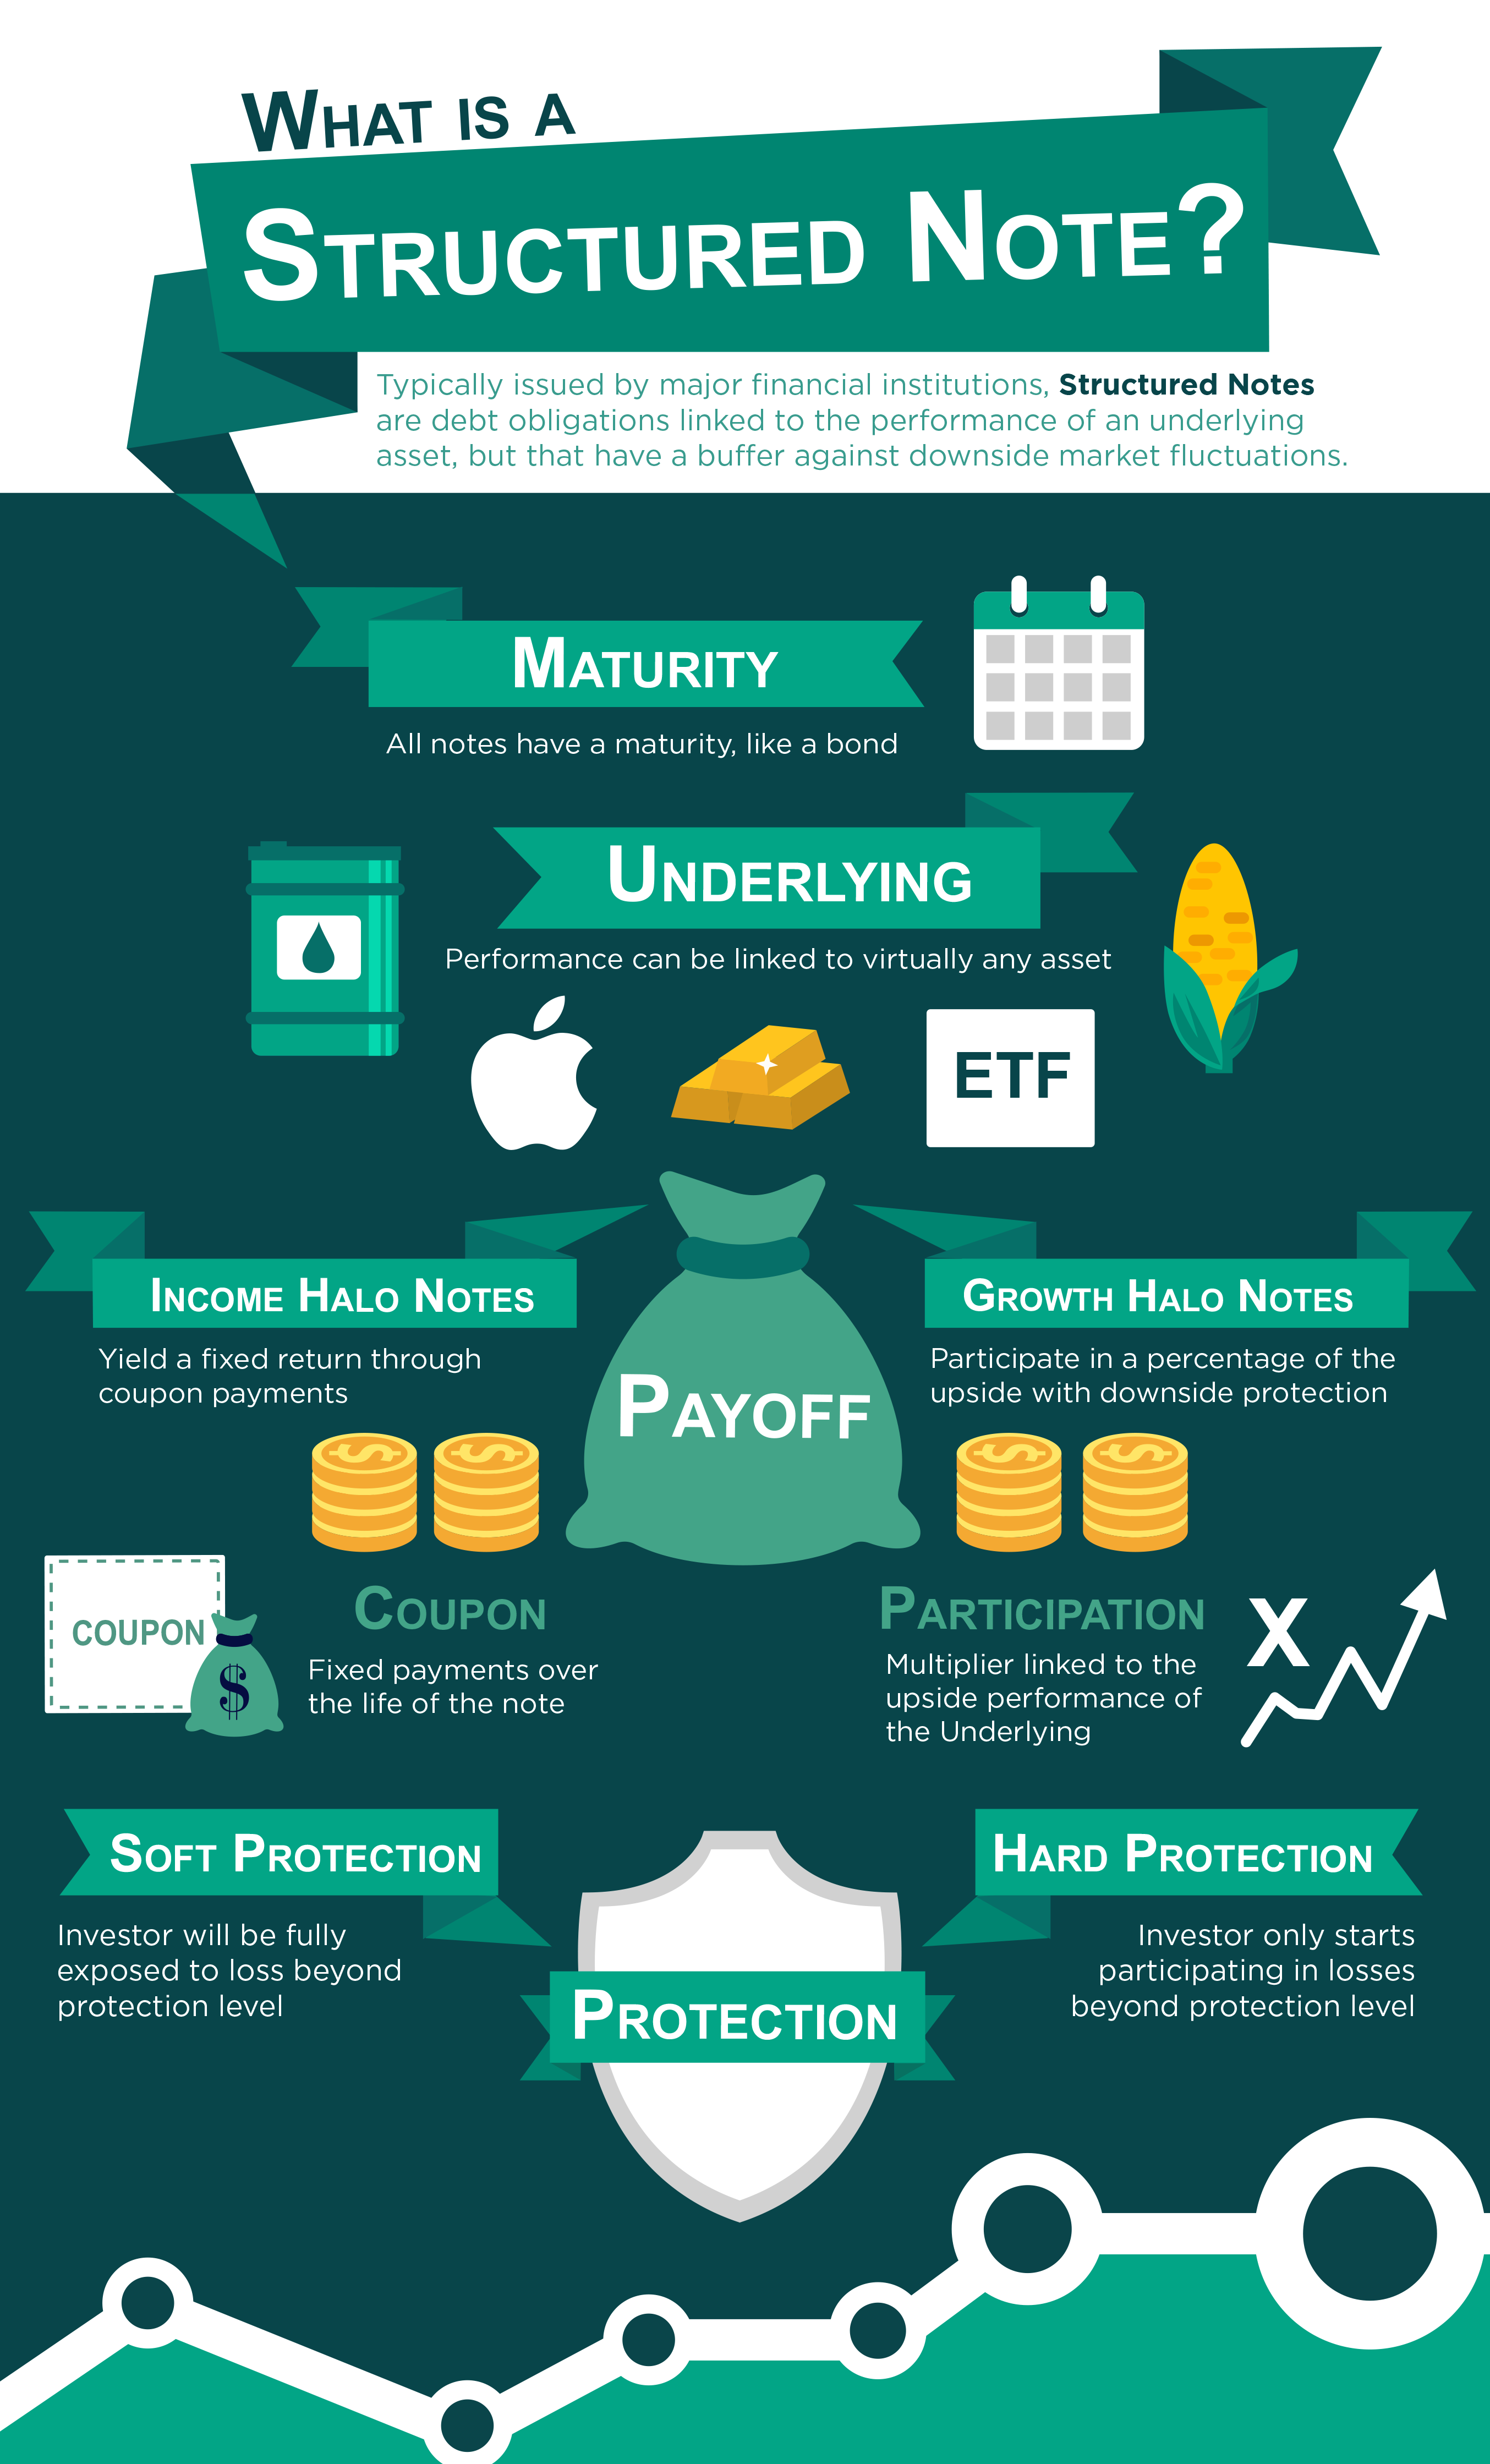 What is a
Structured Note?
Typically issued by major financial institutions, Structured Notes
are debt obligations linked to the performance of an underlying
asset, but that have a buffer against downside market fluctuations.
Maturity
All notes have a maturity, like a bond
Underlying
Performance can be linked to virtually any asset
ETF
Income Halo Notes
Yield a fixed return through
coupon payments
Payoff
Growth Halo Notes
Participate in a percentage of the
upside with downside protection
COUPON
$
Coupon
Fixed payments over
the life of the note
Participation
Multiplier linked to the
upside performance of
the Underlying
X
Soft Protection
Investor will be fully
exposed to loss beyond
protection level
Protection
Hard Protection
Investor only starts
participating in losses
beyond protection level